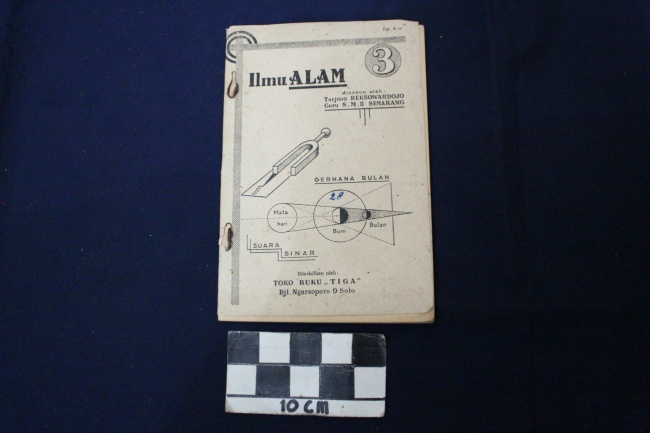 3
Ilmu ALAM
disusun oleh:
Tarjono REKSOWARDOJO
Guru S.M.P. SEMARANG
GERHANA BULAN
28
Mata
hari
Bumi
Bulan
SUARA
SINAR
Diterbitkan oleh:
TOKO BUKU „TIGA"
Djl. Ngarsopuro 9 Solo
10 CM